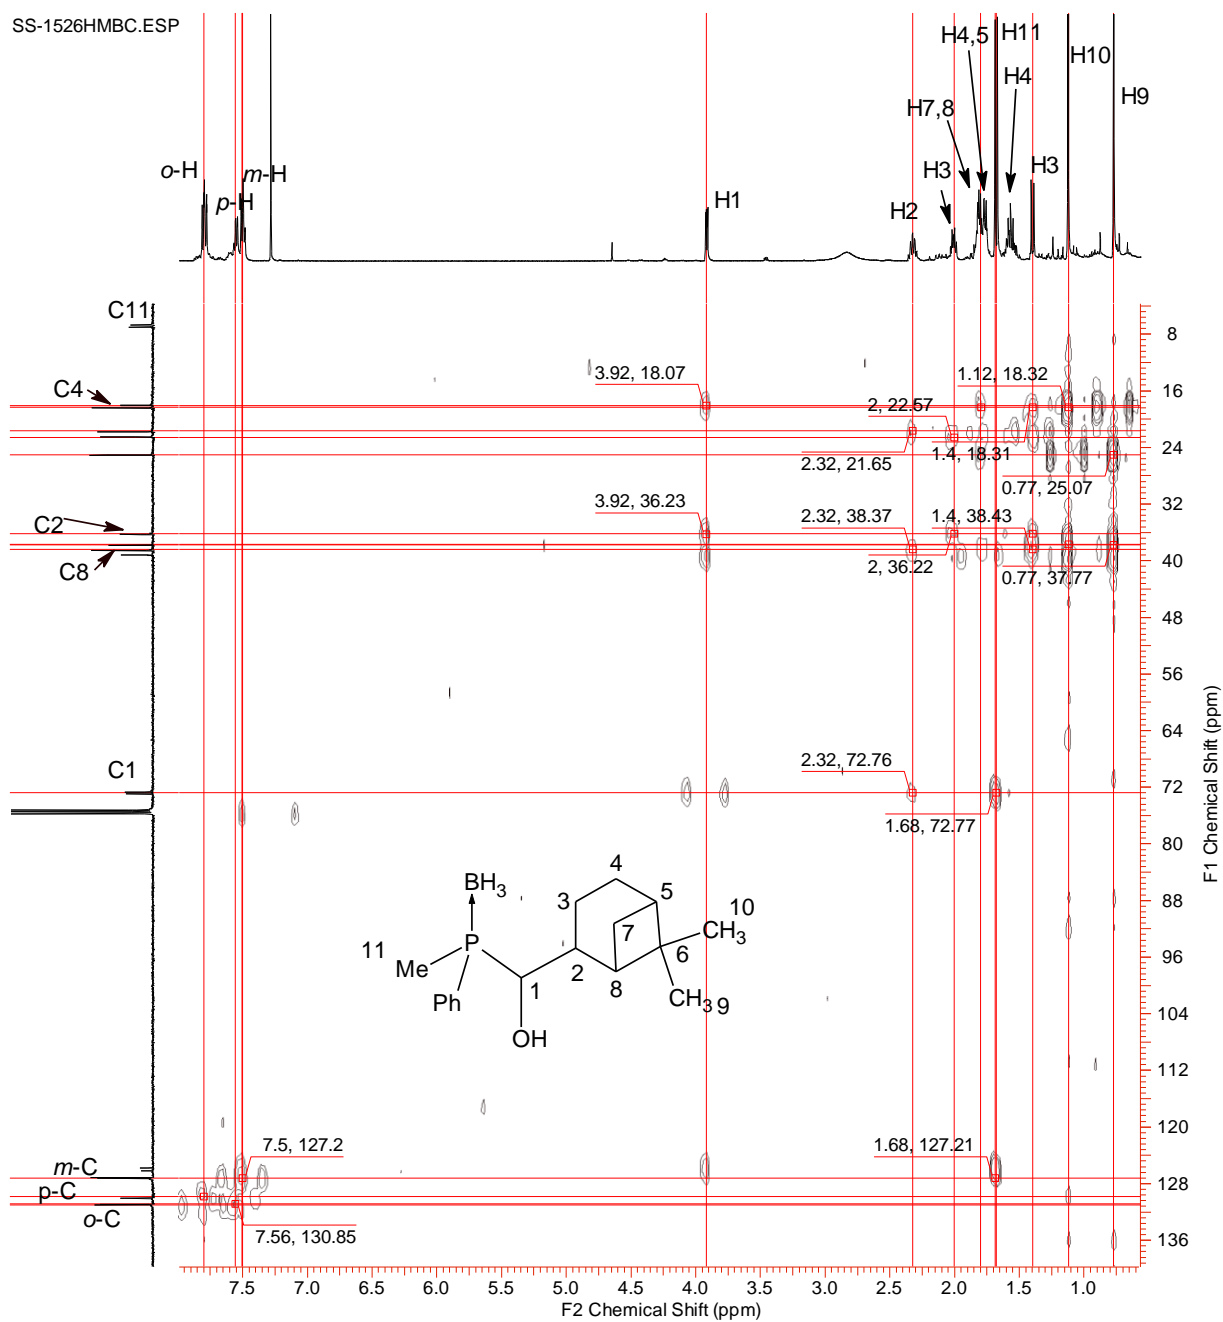 SS-1526HMBC.ESP
H4,5
H11
H10
H4
H9
H7,8
o-H
m-H
p-H
H3
H3
H1
H2
C11
C4
C2
C8
C1
m-C
p-C
o-C
3.92, 18.07
1.12, 18.32
2, 22.57
2.32, 21.65
1.4, 18.31
0.77, 25.07
3.92, 36.23
2.32, 38.37
1.4, 38.43
2, 36.22
0.77, 37.77
2.32, 72.76
1.68, 72.77
7.5, 127.2
1.68, 127.21
7.56, 130.85
BH3
4
3
5
10
7
CH3
11
P
6
Me
2
8
CH3 9
Ph
1
OH
8
16
24
32
40
48
56
64
72
80
88
96
104
112
120
128
136
F1 Chemical Shift (ppm)
7.5 7.0 6.5 6.0 5.5 5.0 4.5 4.0 3.5 3.0 2.5 2.0 1.5 1.0
F2 Chemical Shift (ppm)